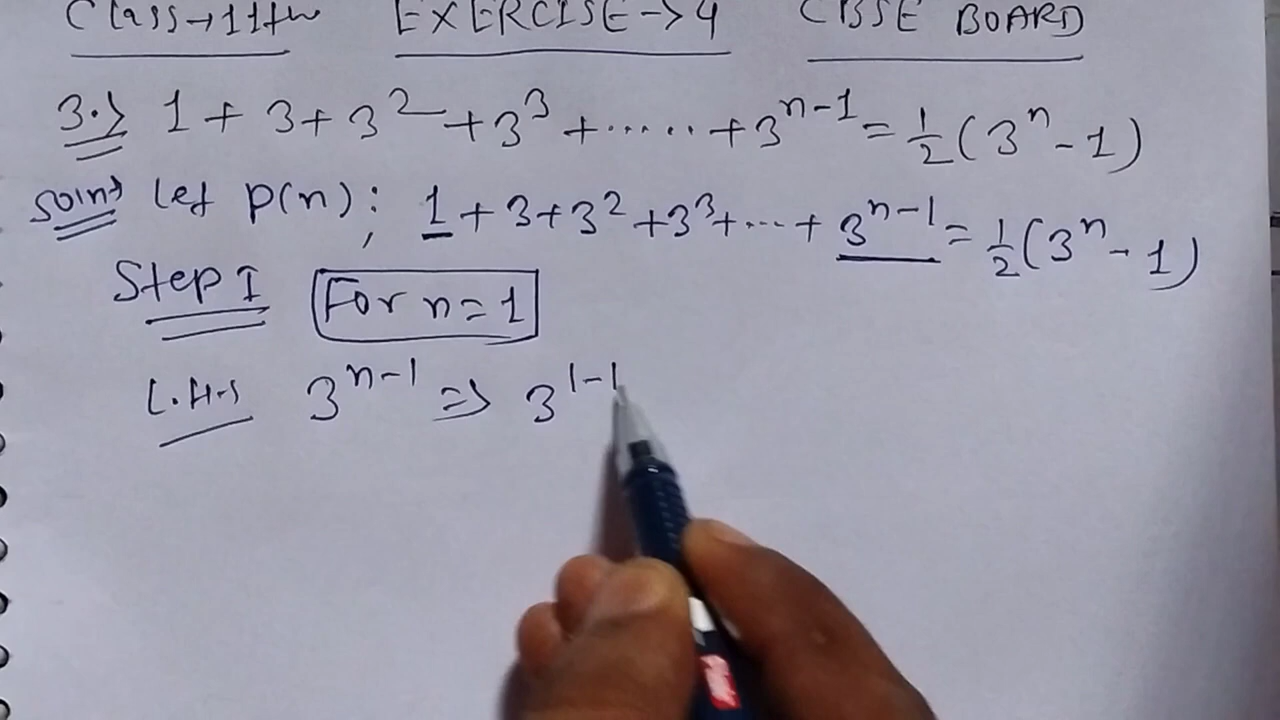 Class→11th EXERCISE→4 CBSE BOARD
3.> 1 + 3 + 3² + 3³ + ...... + 3ⁿ⁻¹ = ½(3ⁿ - 1)
Soln> Let P(n): 1 + 3 + 3² + 3³ + ... + 3ⁿ⁻¹ = ½(3ⁿ - 1)
Step I For n = 1
L.H.S 3ⁿ⁻¹ ⇒ 3¹⁻¹